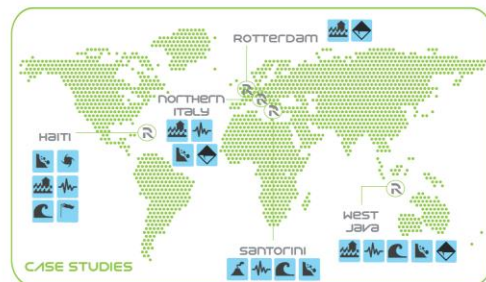 ROTTERDAM
NORTHERN
ITALY
HAITI
WEST
JAVA
SANTORINI
CASE STUDIES
R
R
R
R
R